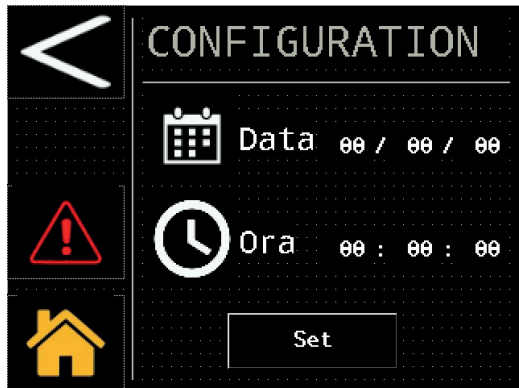 CONFIGURATION
Data 00 / 00 / 00
Ora 00 : 00 : 00
Set